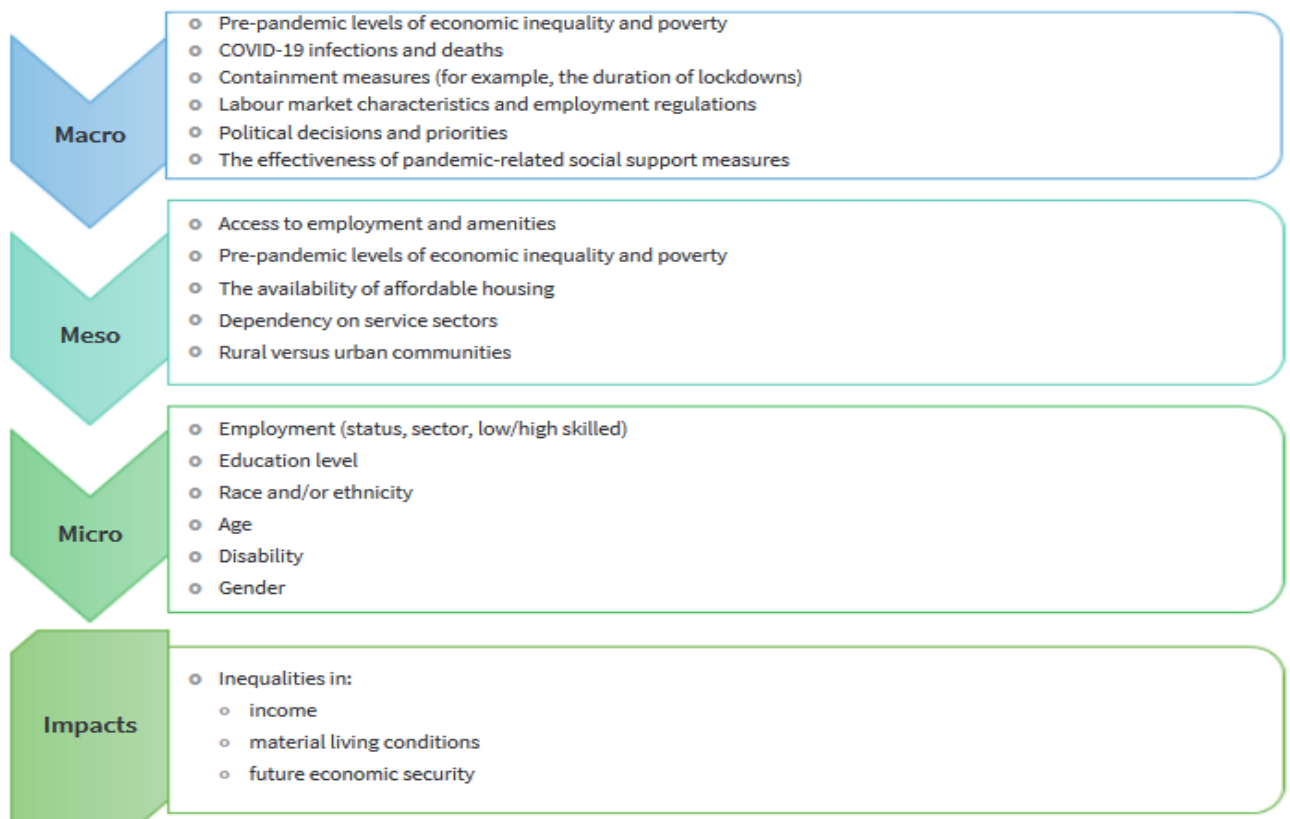 Macro
Pre-pandemic levels of economic inequality and poverty
COVID-19 infections and deaths
Containment measures (for example, the duration of lockdowns)
Labour market characteristics and employment regulations
Political decisions and priorities
The effectiveness of pandemic-related social support measures
Meso
Access to employment and amenities
Pre-pandemic levels of economic inequality and poverty
The availability of affordable housing
Dependency on service sectors
Rural versus urban communities
Micro
Employment (status, sector, low/high skilled)
Education level
Race and/or ethnicity
Age
Disability
Gender
Impacts
Inequalities in:
income
material living conditions
future economic security